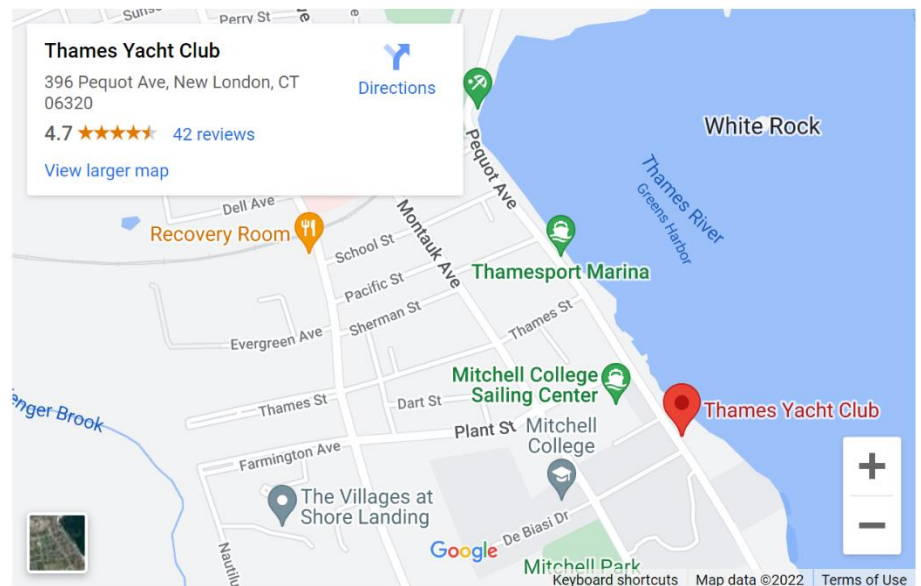 Sunse
Perry St
Thames Yacht Club
396 Pequot Ave, New London, CT
06320
4.7
42 reviews
View larger map
Directions
White Rock
Pequot Ave
Thames River
Greens Harbor
Dell Ave
Recovery Room
School St
Montauk Ave
Thamesport Marina
Pacific St
Sherman St
Evergreen Ave
Thames St
Mitchell College
Sailing Center
Thames Yacht Club
Thames St
Dart St
enger Brook
Plant St
Mitchell
College
Farmington Ave
The Villages at
Shore Landing
De Biasi Dr
Google
Nautilu
Mitchell Park
Keyboard shortcuts
Map data ©2022
Terms of Use
+
−